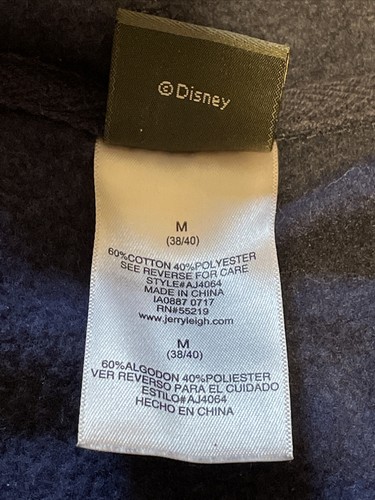 ©Disney
M
(38/40)
60%COTTON 40%POLYESTER
SEE REVERSE FOR CARE
STYLE#AJ4064
MADE IN CHINA
IA0887 0717
RN#55219
www.jerryleigh.com
M
(38/40)
60%ALGODON 40%POLIESTER
VER REVERSO PARA EL CUIDADO
ESTILO#AJ4064
HECHO EN CHINA